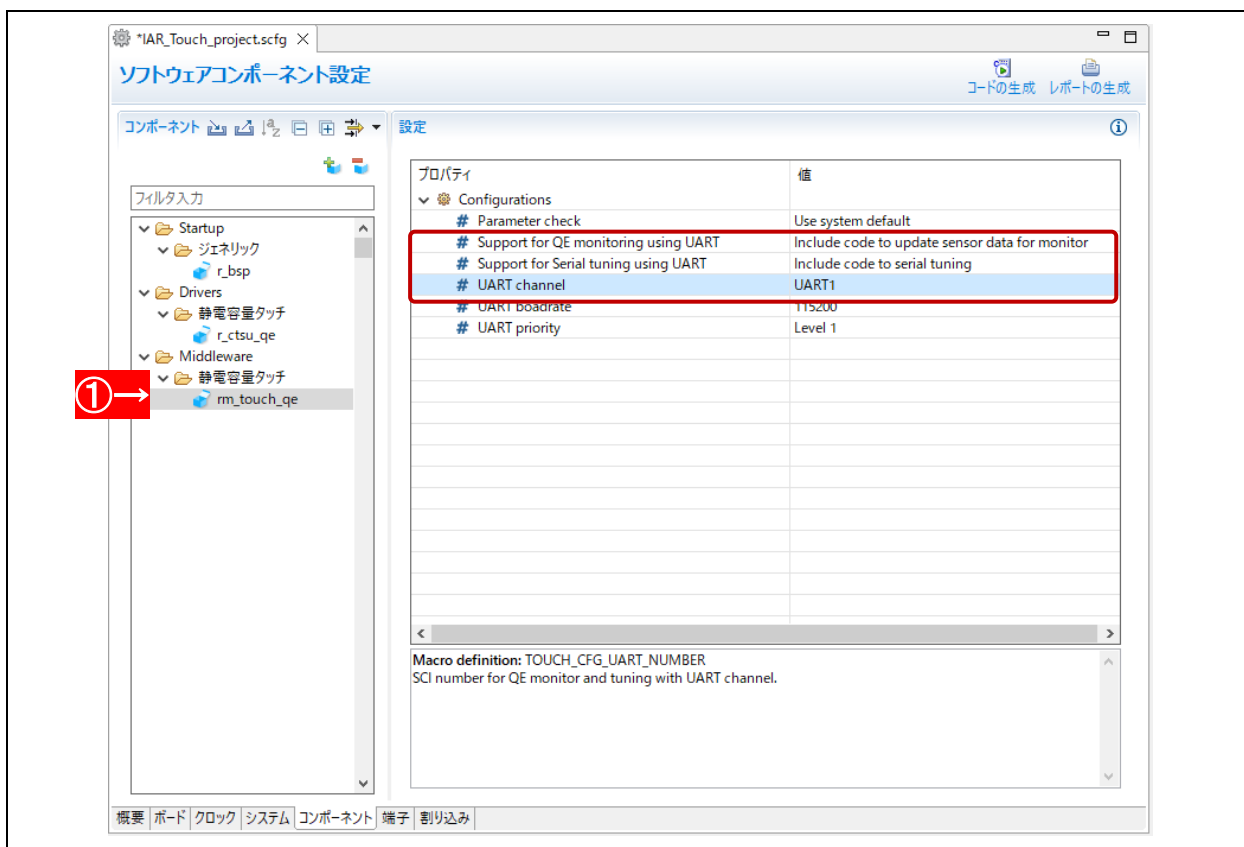 *IAR_Touch_project.scfg
ソフトウェアコンポーネント設定
コードの生成 レポートの生成
コンポーネント
設定
フィルタ入力
Startup
ジェネリック
r_bsp
Drivers
静電容量タッチ
r_ctsu_qe
Middleware
静電容量タッチ
①→ rm_touch_qe
プロパティ 値
Configurations
# Parameter check Use system default
# Support for QE monitoring using UART Include code to update sensor data for monitor
# Support for Serial tuning using UART Include code to serial tuning
# UART channel UART1
# UART boadrate 115200
# UART priority Level 1
Macro definition: TOUCH_CFG_UART_NUMBER
SCI number for QE monitor and tuning with UART channel.
概要 ボード クロック システム コンポーネント 端子 割り込み